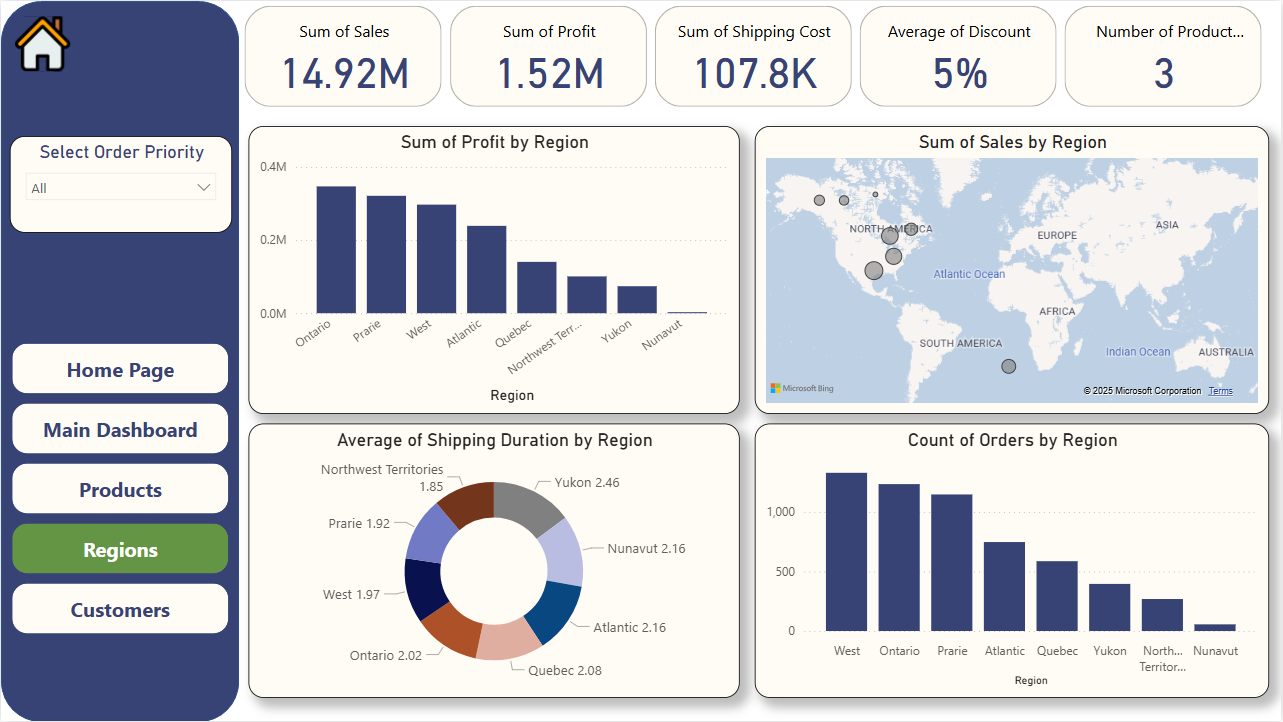 Sum of Sales
14.92M
Sum of Profit
1.52M
Sum of Shipping Cost
107.8K
Average of Discount
5%
Number of Product...
3
Select Order Priority
All
Home Page
Main Dashboard
Products
Regions
Customers
Sum of Profit by Region
0.4M
0.2M
0.0M
Ontario
Prarie
West
Atlantic
Quebec
Northwest Terr...
Yukon
Nunavut
Region
Sum of Sales by Region
NORTH AMERICA
EUROPE
ASIA
Atlantic Ocean
AFRICA
SOUTH AMERICA
Indian Ocean
AUSTRALIA
Microsoft Bing
© 2025 Microsoft Corporation Terms
Average of Shipping Duration by Region
Northwest Territories
1.85
Yukon 2.46
Prarie 1.92
Nunavut 2.16
West 1.97
Atlantic 2.16
Ontario 2.02
Quebec 2.08
Count of Orders by Region
1,000
500
0
West
Ontario
Prarie
Atlantic
Quebec
Yukon
North...
Territor...
Nunavut
Region